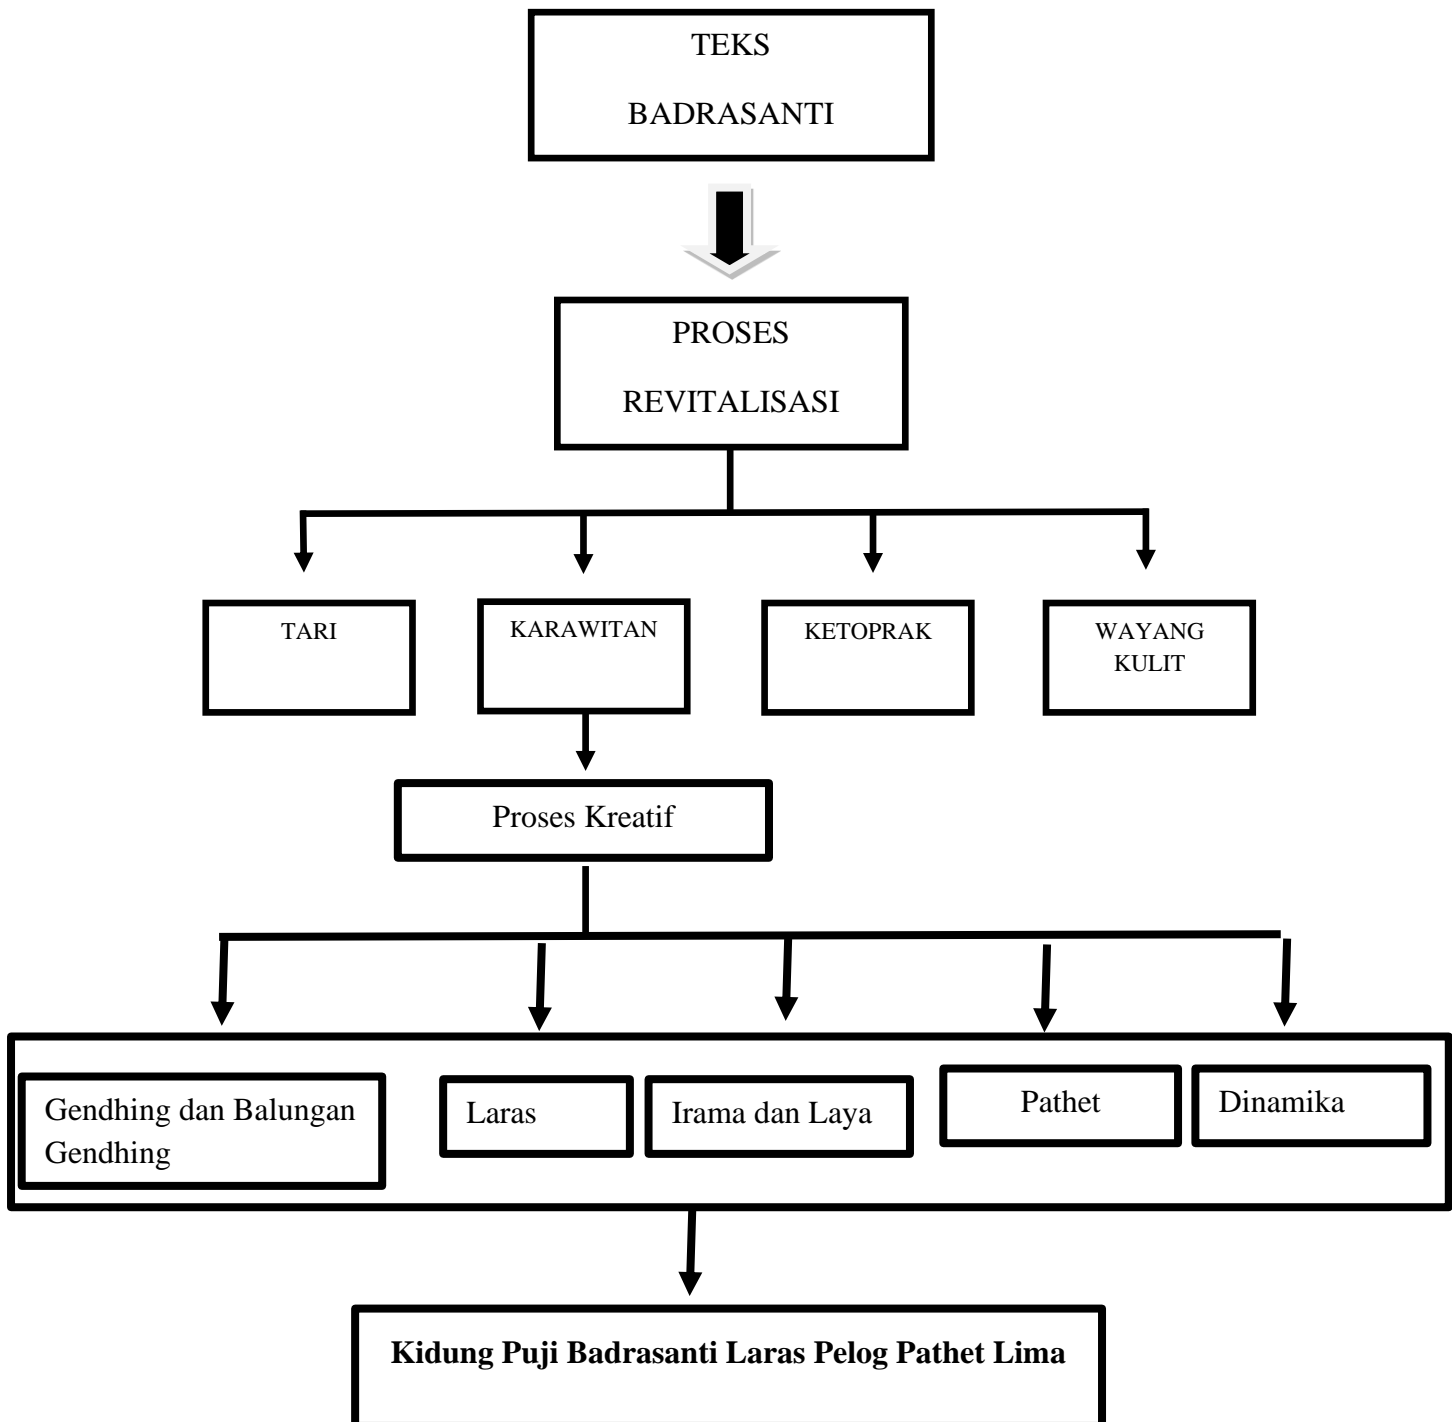 TEKS
BADRASANTI
PROSES
REVITALISASI
TARI
KARAWITAN
KETOPRAK
WAYANG
KULIT
Proses Kreatif
Gendhing dan Balungan
Gendhing
Laras
Irama dan Laya
Pathet
Dinamika
Kidung Puji Badrasanti Laras Pelog Pathet Lima